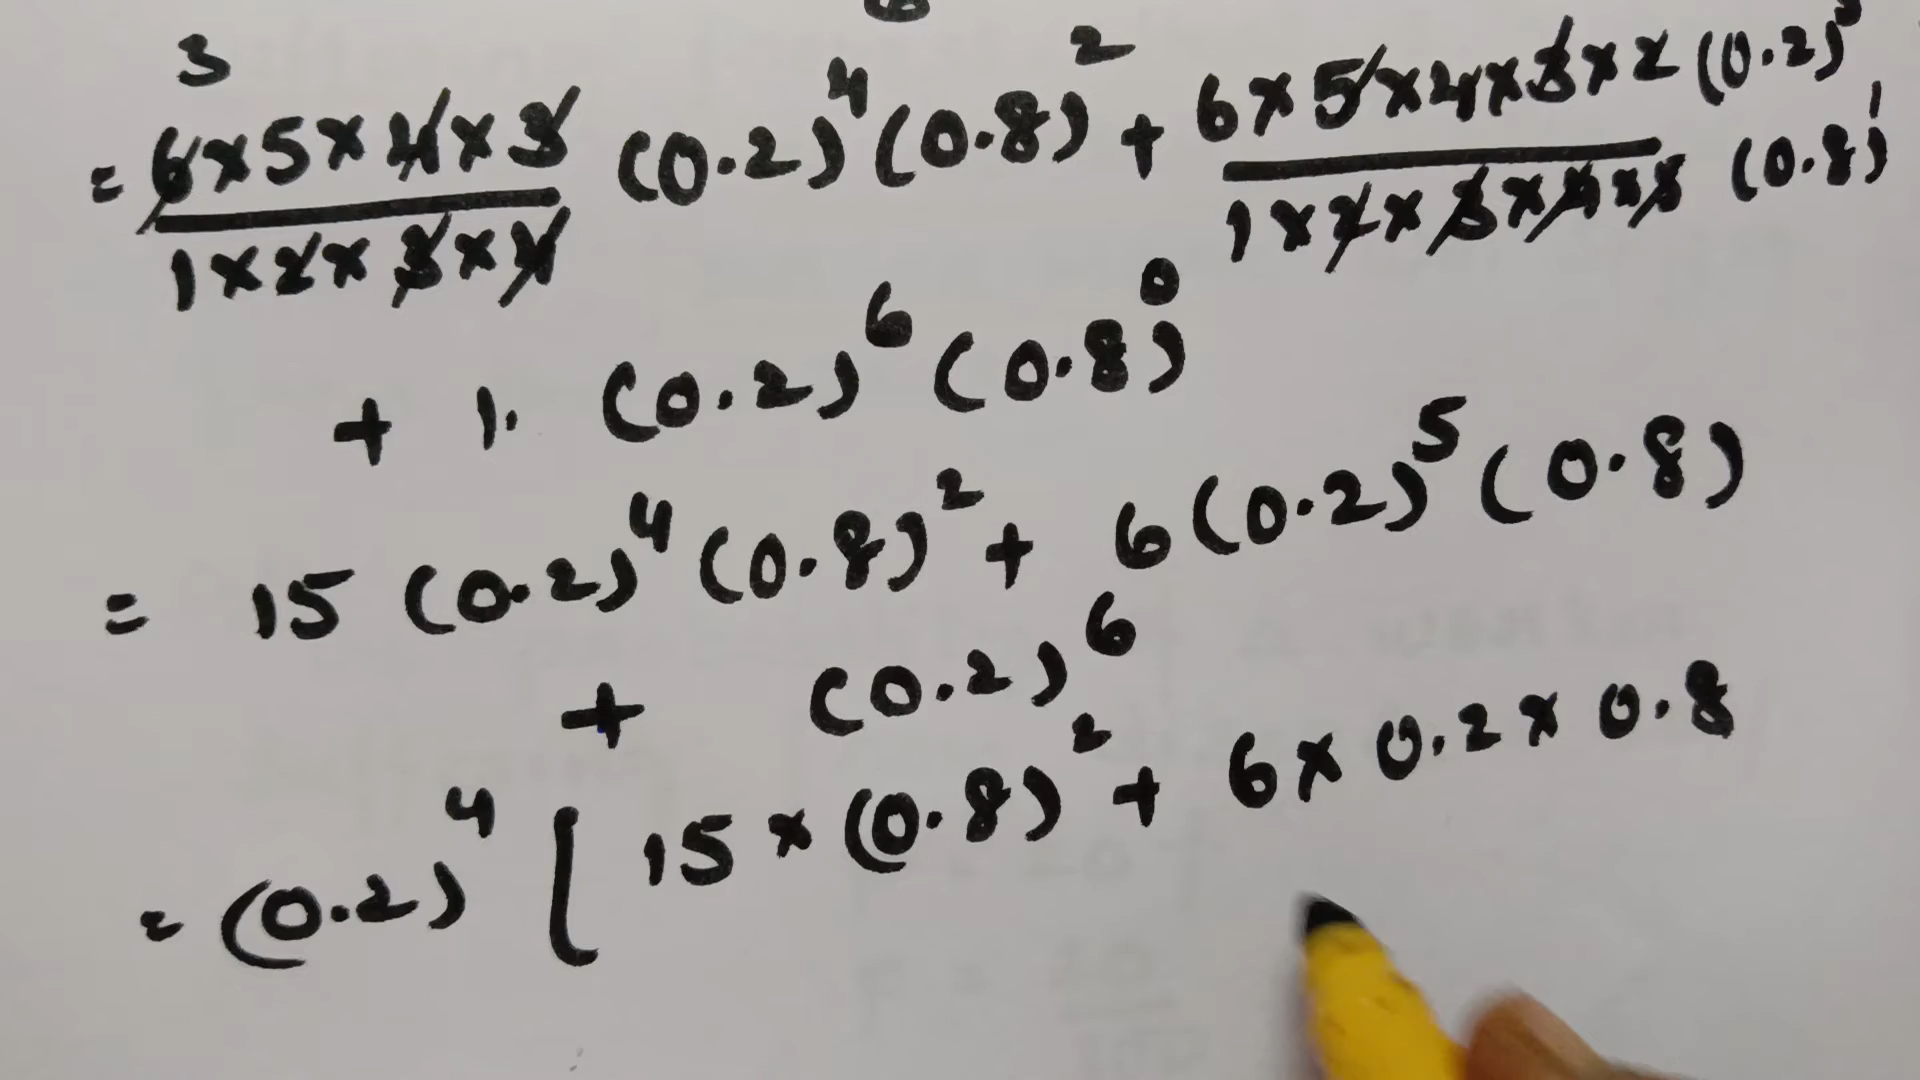 3
= 6×5×4×3 / 1×2×3×4 (0.2)^4 (0.8)^2 + 6×5×4×3×2 / 1×2×3×4×5 (0.2)^5 (0.8)^1
+ 1. (0.2)^6 (0.8)^0
= 15 (0.2)^4 (0.8)^2 + 6 (0.2)^5 (0.8)
+ (0.2)^6
= (0.2)^4 [ 15 × (0.8)^2 + 6 × 0.2 × 0.8